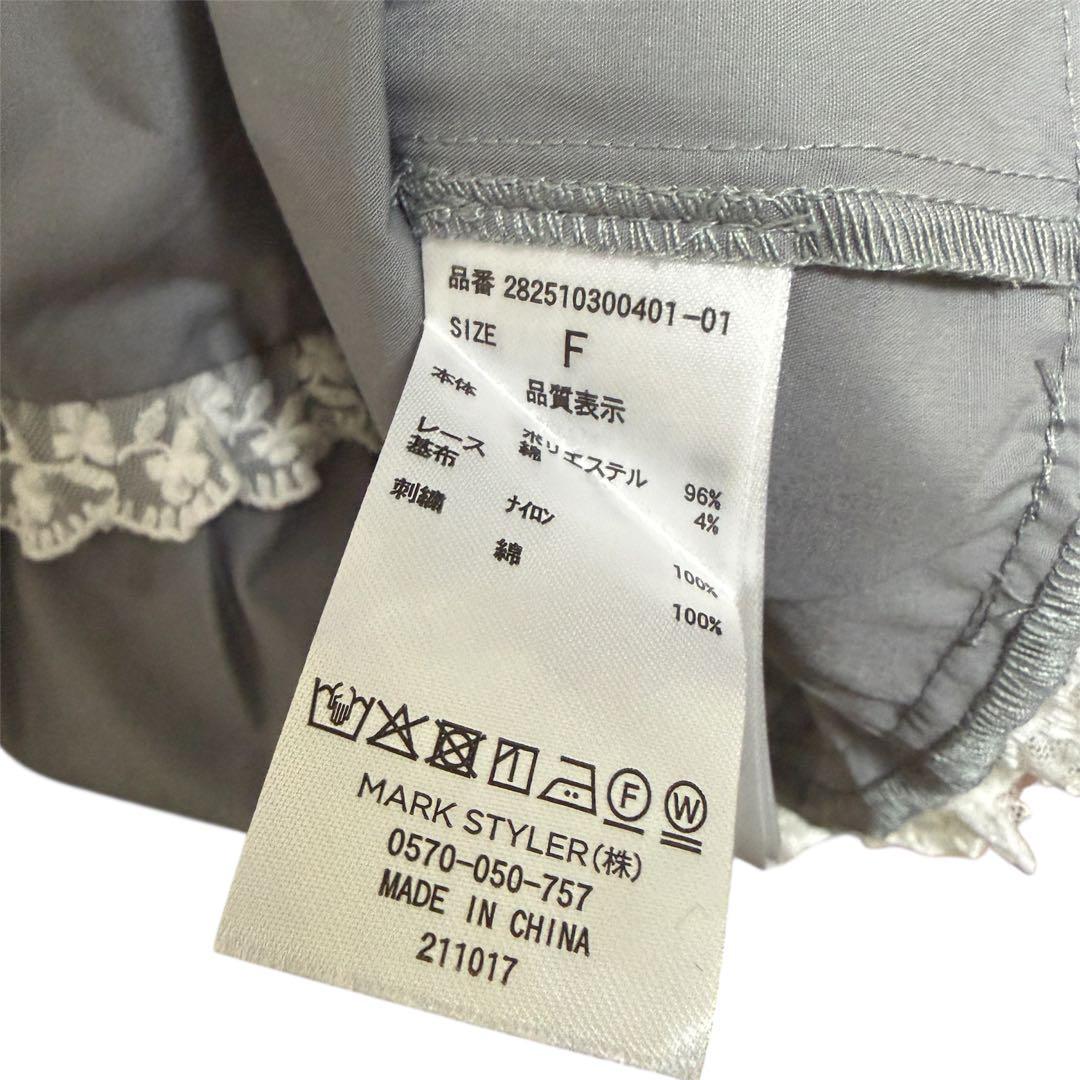 品番 282510300401-01
SIZE F
品質表示
本体 ポリエステル 96%
綿 4%
レース
基布 ナイロン 100%
刺繍 綿 100%
MARK STYLER(株)
0570-050-757
MADE IN CHINA
211017